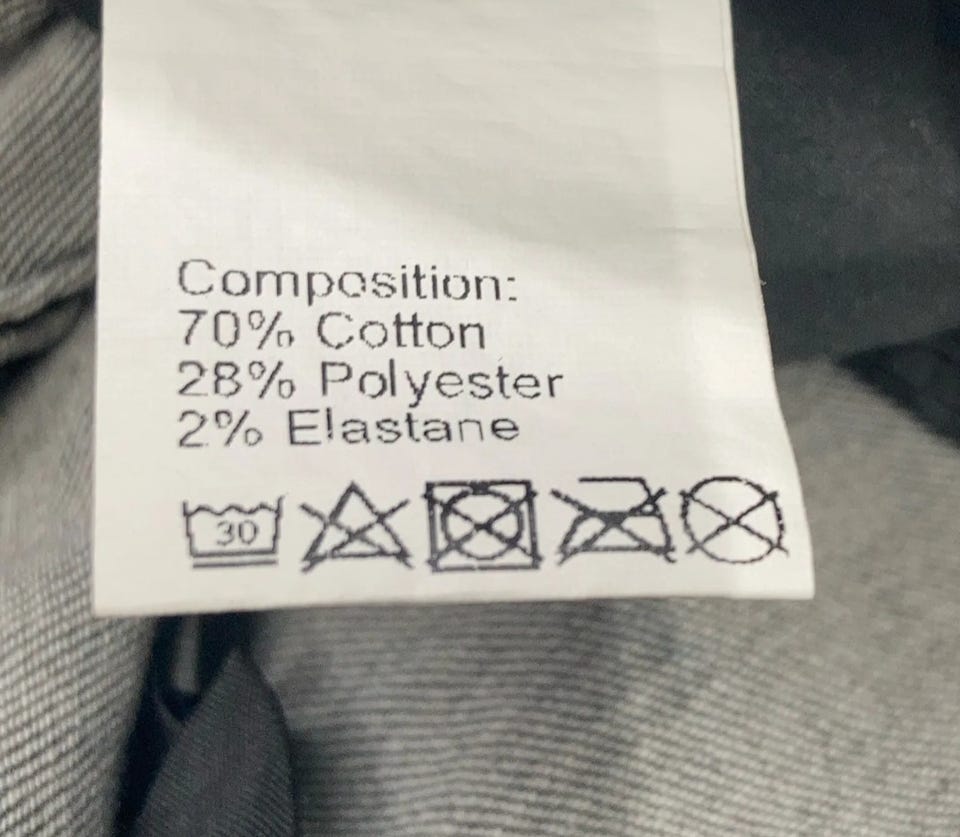 Composition:
70% Cotton
28% Polyester
2% Elastane
30